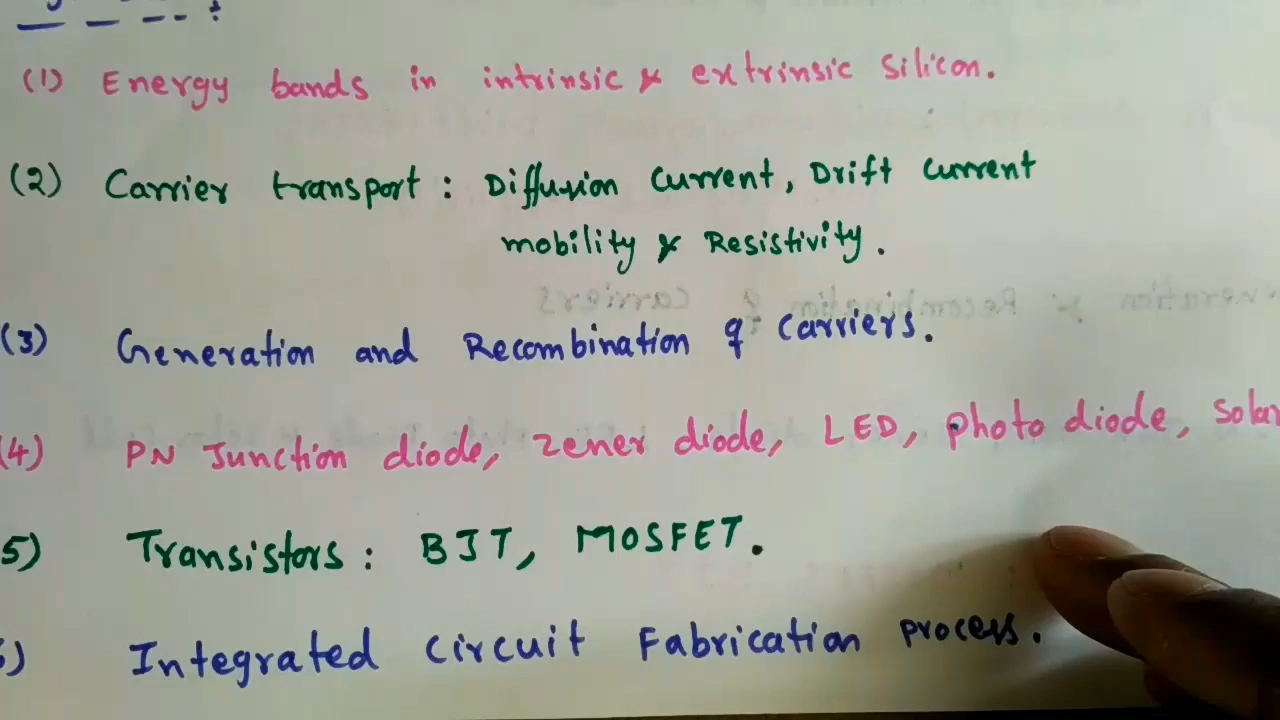 (1) Energy bands in intrinsic & extrinsic silicon.
(2) Carrier transport : Diffusion current, Drift current
mobility & Resistivity.
(3) Generation and Recombination of carriers.
(4) PN Junction diode, zener diode, LED, photo diode, Solar
5) Transistors : BJT, MOSFET.
) Integrated circuit Fabrication process.